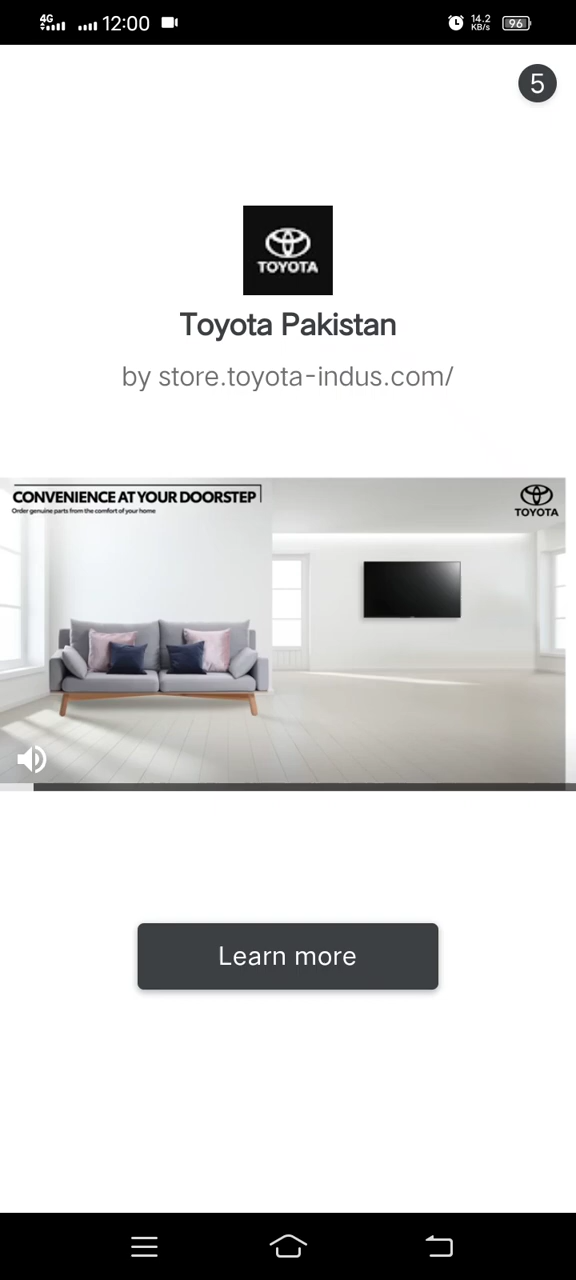 4G 12:00 14.2 KB/s 96
5
TOYOTA
Toyota Pakistan
by store.toyota-indus.com/
CONVENIENCE AT YOUR DOORSTEP
Order genuine parts from the comfort of your home
TOYOTA
Learn more